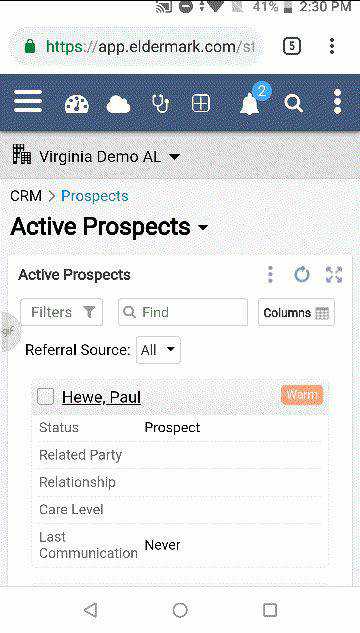 41% 2:30 PM
https://app.eldermark.com/st
5
2
Virginia Demo AL
CRM > Prospects
Active Prospects
Active Prospects
Filters Find Columns
gif
Referral Source: All
Hewe, Paul Warm
Status Prospect
Related Party
Relationship
Care Level
Last
Communication Never